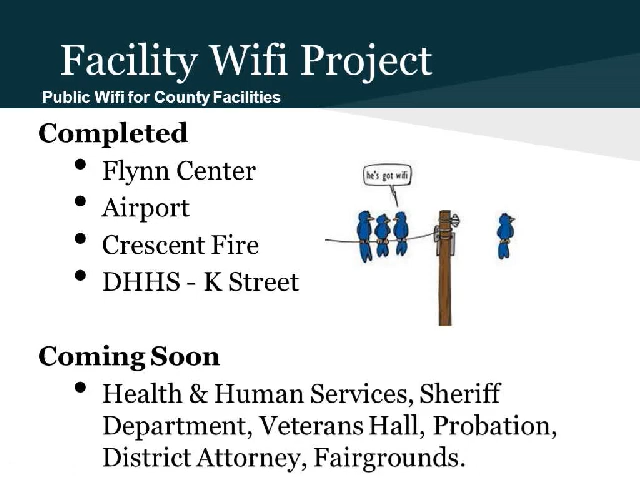 Facility Wifi Project
Public Wifi for County Facilities
Completed
• Flynn Center
• Airport
• Crescent Fire
• DHHS - K Street
he's got wifi
Coming Soon
• Health & Human Services, Sheriff
Department, Veterans Hall, Probation,
District Attorney, Fairgrounds.